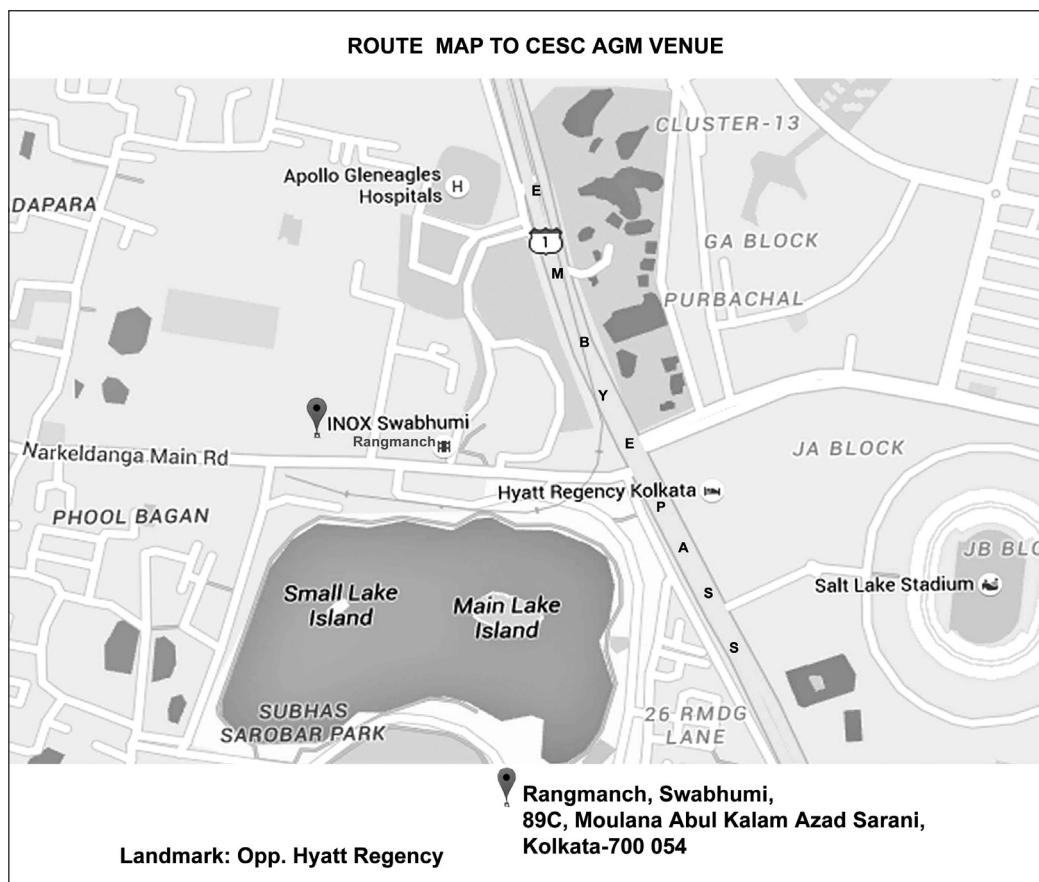 ROUTE MAP TO CESC AGM VENUE
CLUSTER-13
Apollo Gleneagles
Hospitals
H
E
DAPARA
1
GA BLOCK
M
PURBACHAL
B
Y
INOX Swabhumi
Rangmanch
E
Narkeldanga Main Rd
JA BLOCK
Hyatt Regency Kolkata
P
PHOOL BAGAN
A
JB BLO
Small Lake
Island
Main Lake
Island
S
Salt Lake Stadium
S
SUBHAS
SAROBAR PARK
26 RMDG
LANE
Rangmanch, Swabhumi,
89C, Moulana Abul Kalam Azad Sarani,
Kolkata-700 054
Landmark: Opp. Hyatt Regency